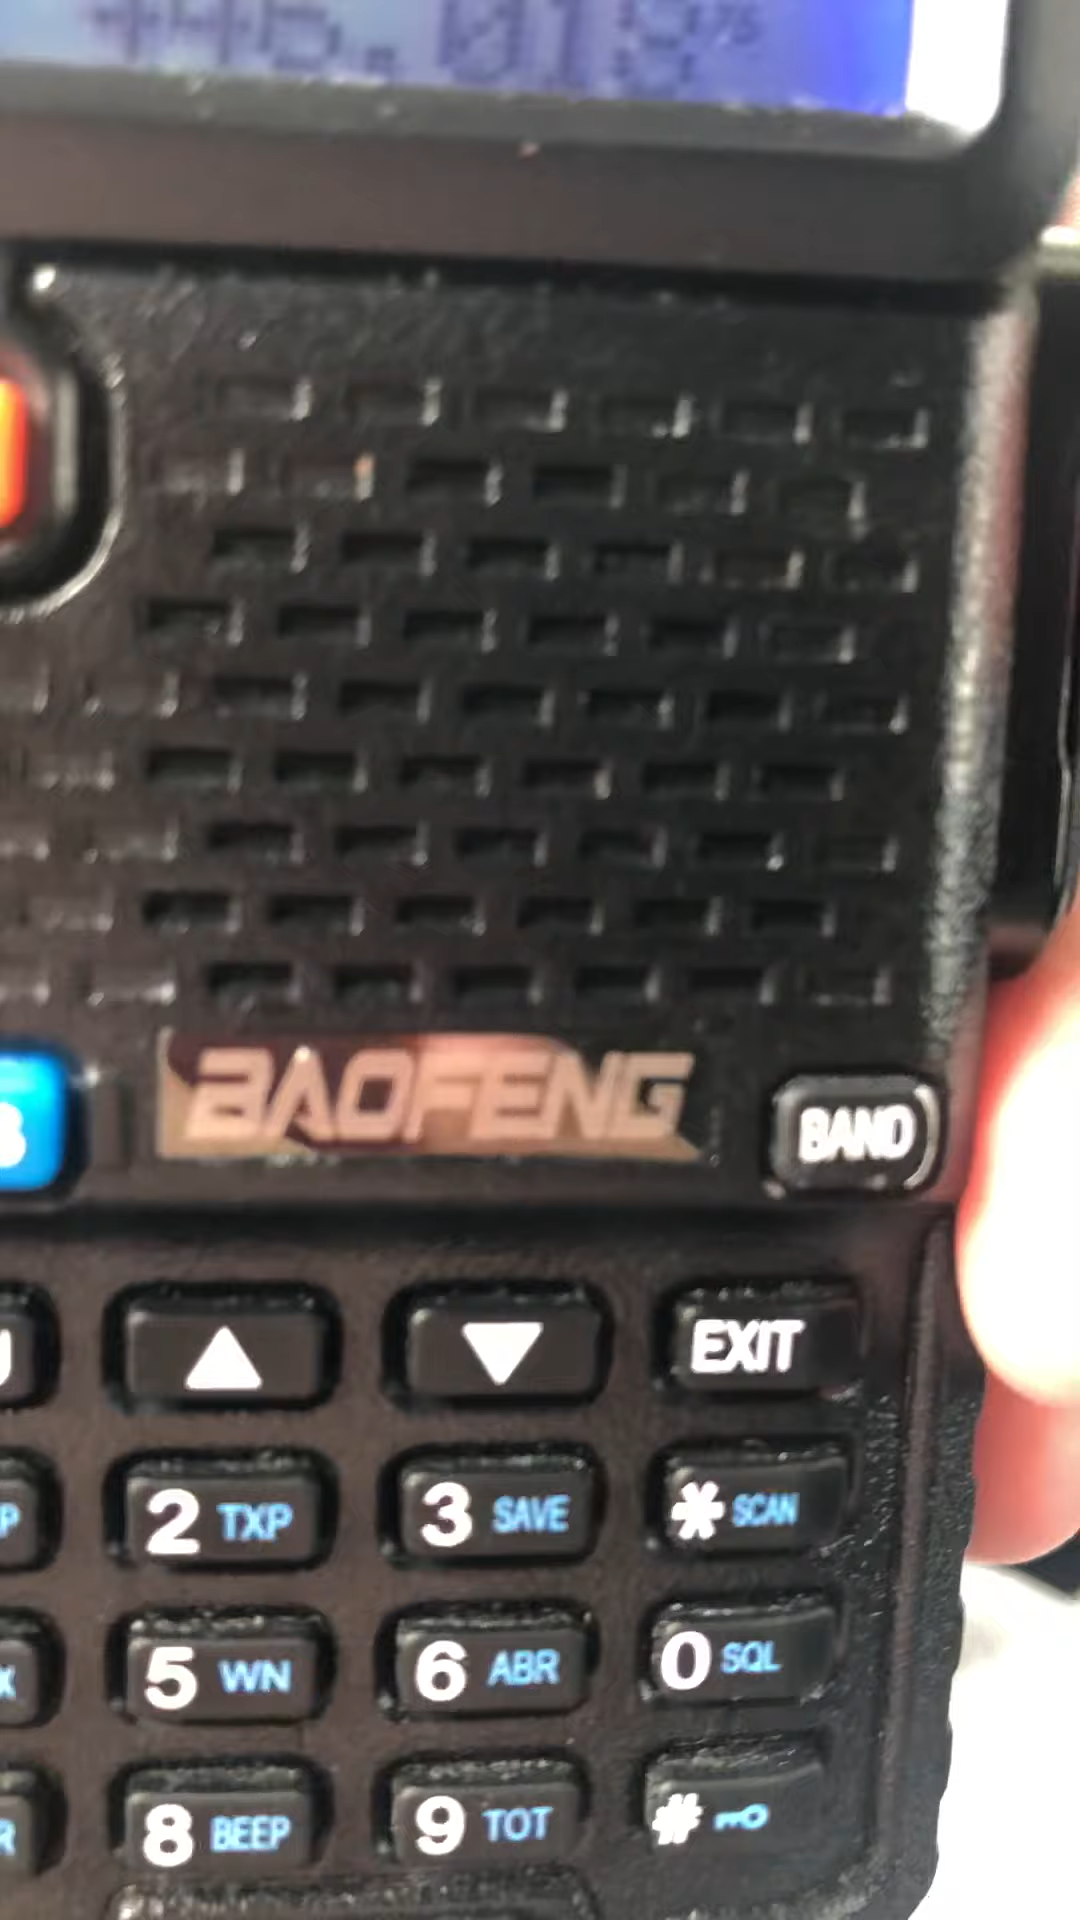 BAOFENG
BAND
EXIT
2 TXP 3 SAVE * SCAN
5 WN 6 ABR 0 SQL
8 BEEP 9 TOT #